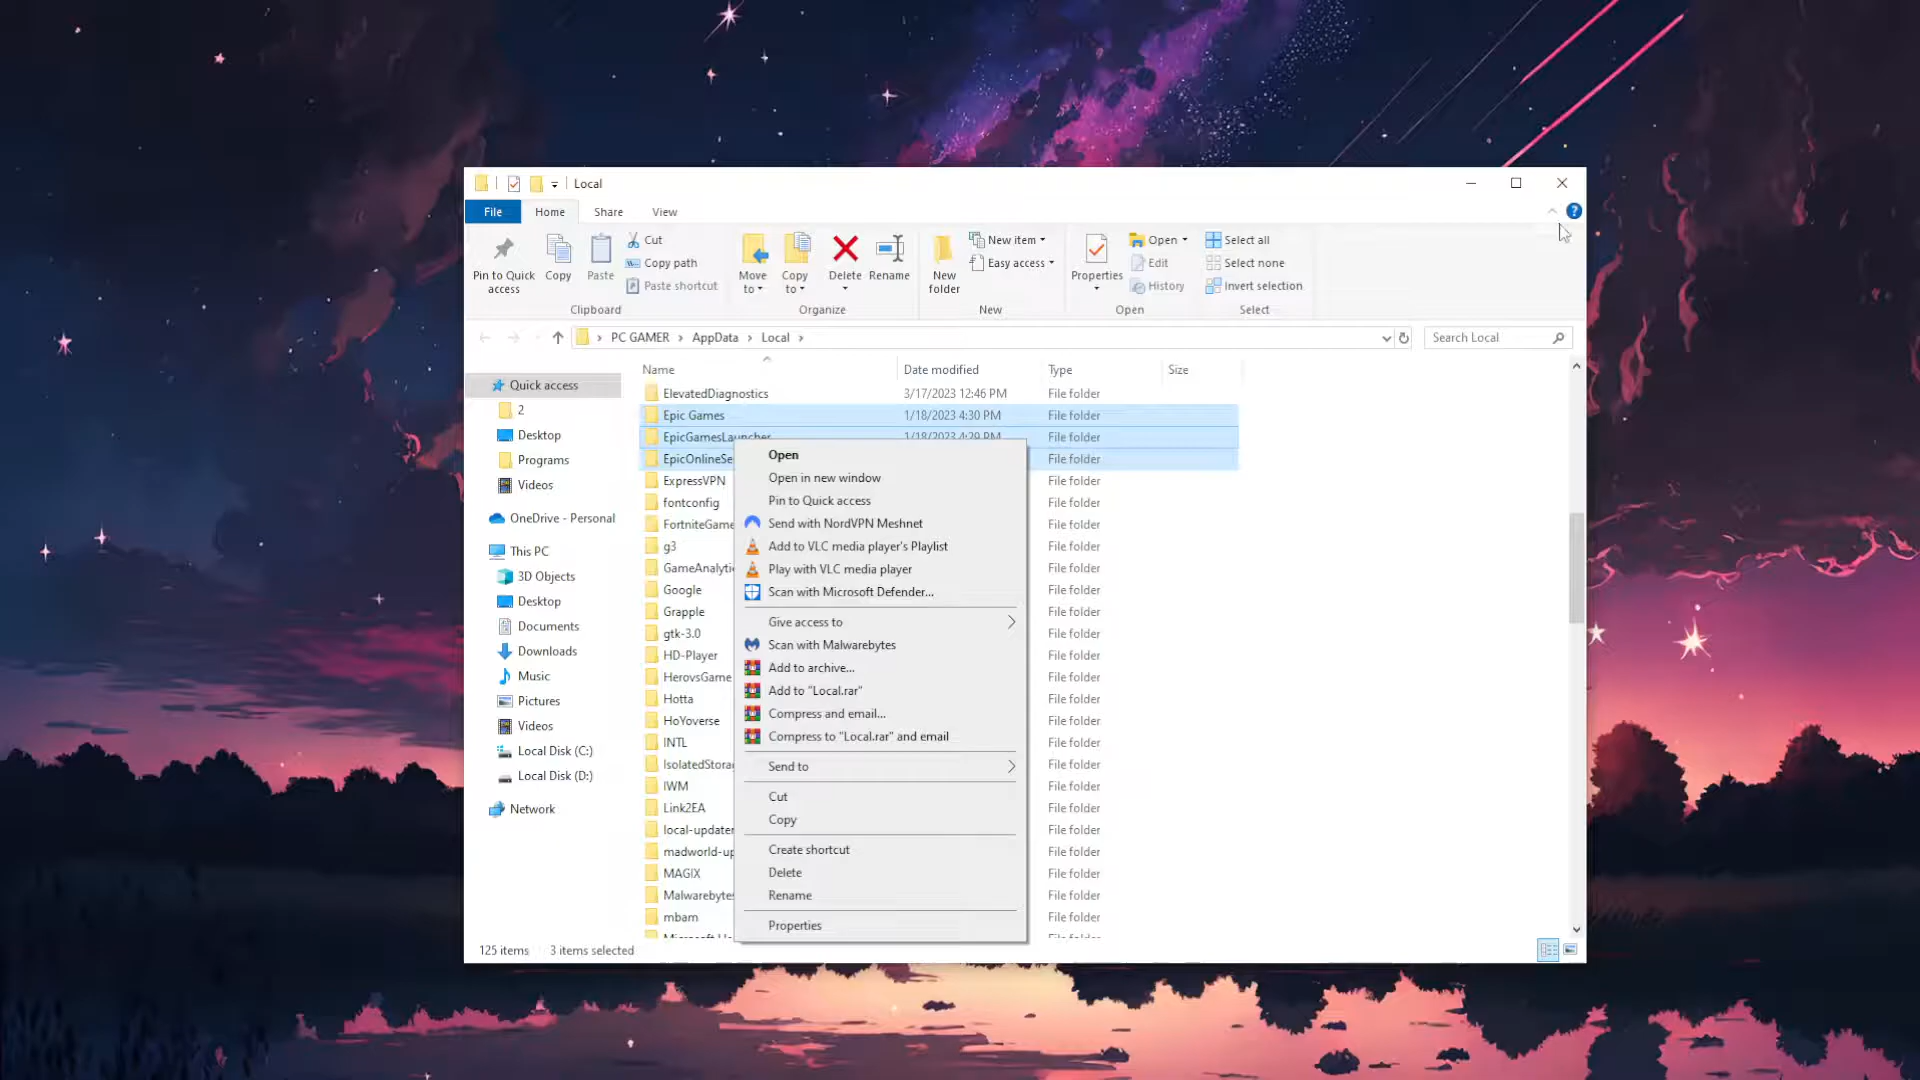 Local
File Home Share View
Pin to Quick access
Copy
Paste
Cut
Copy path
Paste shortcut
Clipboard
Move to
Copy to
Delete
Rename
Organize
New folder
New item
Easy access
New
Properties
Open
Edit
History
Open
Select all
Select none
Invert selection
Select
PC GAMER › AppData › Local ›
Search Local
Quick access
2
Desktop
Programs
Videos
OneDrive - Personal
This PC
3D Objects
Desktop
Documents
Downloads
Music
Pictures
Videos
Local Disk (C:)
Local Disk (D:)
Network
Name Date modified Type Size
ElevatedDiagnostics 3/17/2023 12:46 PM File folder
Epic Games 1/18/2023 4:30 PM File folder
EpicGamesLauncher 1/18/2023 4:29 PM File folder
EpicOnlineSe File folder
ExpressVPN File folder
fontconfig File folder
FortniteGame File folder
g3 File folder
GameAnalytic File folder
Google File folder
Grapple File folder
gtk-3.0 File folder
HD-Player File folder
HerovsGame File folder
Hotta File folder
HoYoverse File folder
INTL File folder
IsolatedStorag File folder
IWM File folder
Link2EA File folder
local-updater File folder
madworld-up File folder
MAGIX File folder
Malwarebytes File folder
mbam File folder
Open
Open in new window
Pin to Quick access
Send with NordVPN Meshnet
Add to VLC media player's Playlist
Play with VLC media player
Scan with Microsoft Defender...
Give access to
Scan with Malwarebytes
Add to archive...
Add to "Local.rar"
Compress and email...
Compress to "Local.rar" and email
Send to
Cut
Copy
Create shortcut
Delete
Rename
Properties
125 items 3 items selected